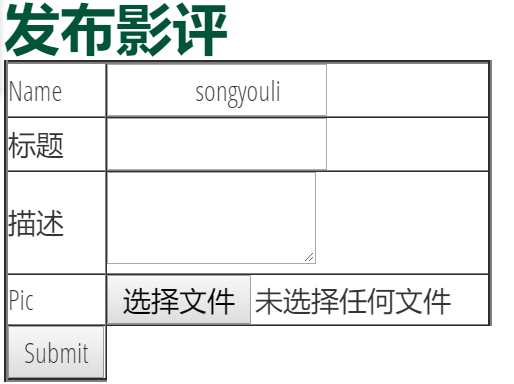 发布影评
Name songyouli
标题
描述
Pic 选择文件 未选择任何文件
Submit